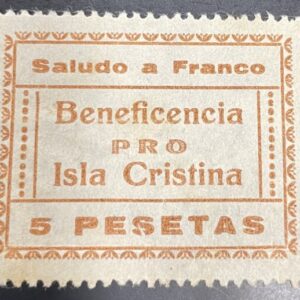 Saludo a Franco
Beneficencia
PRO
Isla Cristina
5 PESETAS